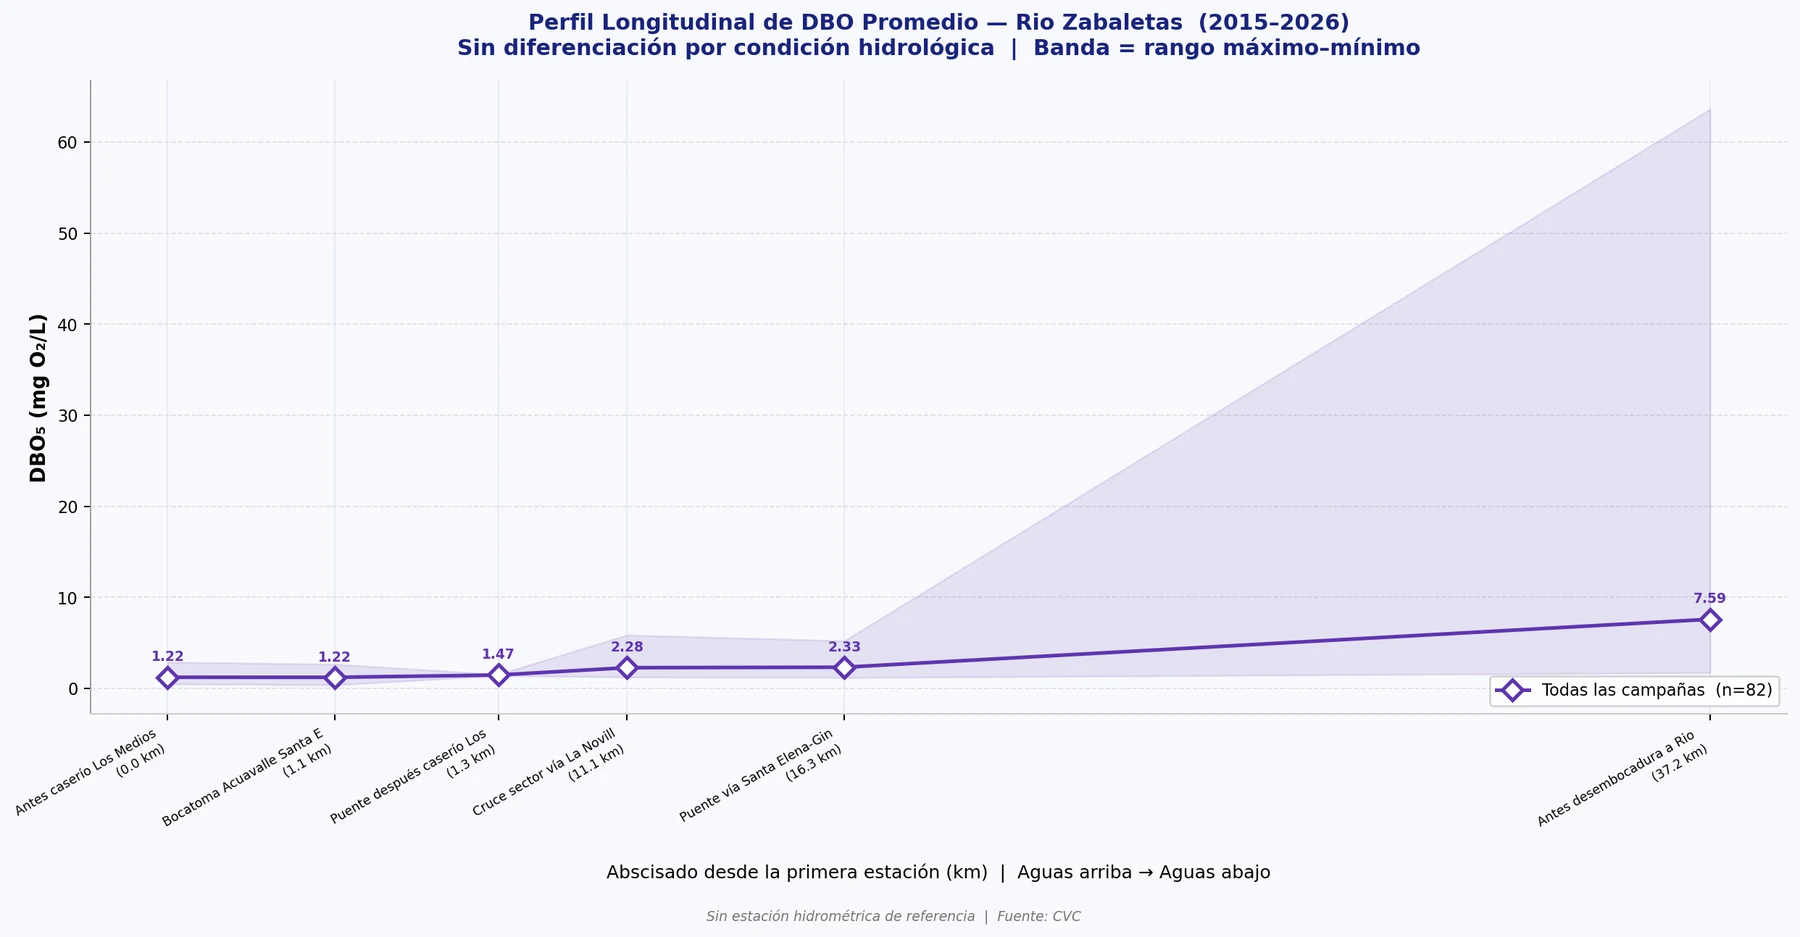 Perfil Longitudinal de DBO Promedio — Rio Zabaletas  (2015–2026)
Sin diferenciación por condición hidrológica  |  Banda = rango máximo–mínimo
DBO₅ (mg O₂/L)
60
50
40
30
20
10
0
1.22
1.22
1.47
2.28
2.33
7.59
Todas las campañas  (n=82)
Antes caserío Los Medios
(0.0 km)
Bocatoma Acuavalle Santa E
(1.1 km)
Puente después caserío Los
(1.3 km)
Cruce sector vía La Novill
(11.1 km)
Puente vía Santa Elena-Gin
(16.3 km)
Antes desembocadura a Rio
(37.2 km)
Abscisado desde la primera estación (km)  |  Aguas arriba → Aguas abajo
Sin estación hidrométrica de referencia  |  Fuente: CVC